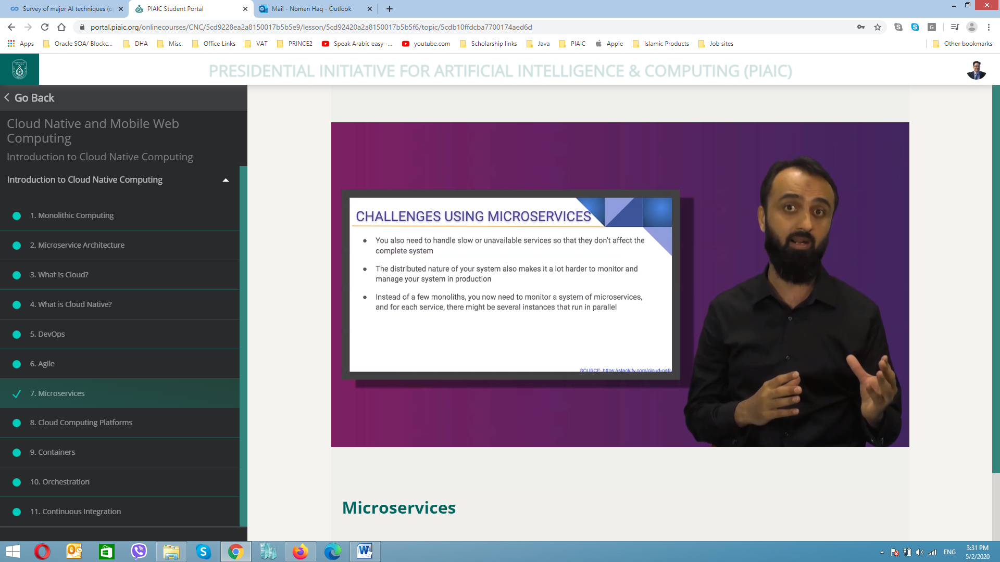 Survey of major AI techniques (o
PIAIC Student Portal
Mail - Noman Haq - Outlook
portal.piaic.org/onlinecourses/CNC/5cd9228ea2a8150017b5b5e9/lesson/5cd92420a2a8150017b5b5f6/topic/5cdb10ffdcba7700174aed6d
Apps
Oracle SOA/ Blockc...
DHA
Misc.
Office Links
VAT
PRINCE2
Speak Arabic easy -...
youtube.com
Scholarship links
Java
PIAIC
Apple
Islamic Products
Job sites
Other bookmarks
PRESIDENTIAL INITIATIVE FOR ARTIFICIAL INTELLIGENCE & COMPUTING (PIAIC)
Go Back
Cloud Native and Mobile Web
Computing
Introduction to Cloud Native Computing
Introduction to Cloud Native Computing
1. Monolithic Computing
2. Microservice Architecture
3. What Is Cloud?
4. What is Cloud Native?
5. DevOps
6. Agile
7. Microservices
8. Cloud Computing Platforms
9. Containers
10. Orchestration
11. Continuous Integration
CHALLENGES USING MICROSERVICES
● You also need to handle slow or unavailable services so that they don't affect the
complete system
● The distributed nature of your system also makes it a lot harder to monitor and
manage your system in production
● Instead of a few monoliths, you now need to monitor a system of microservices,
and for each service, there might be several instances that run in parallel
SOURCE: https://stackify.com/cloud-nativ
Microservices
ENG
3:31 PM
5/2/2020